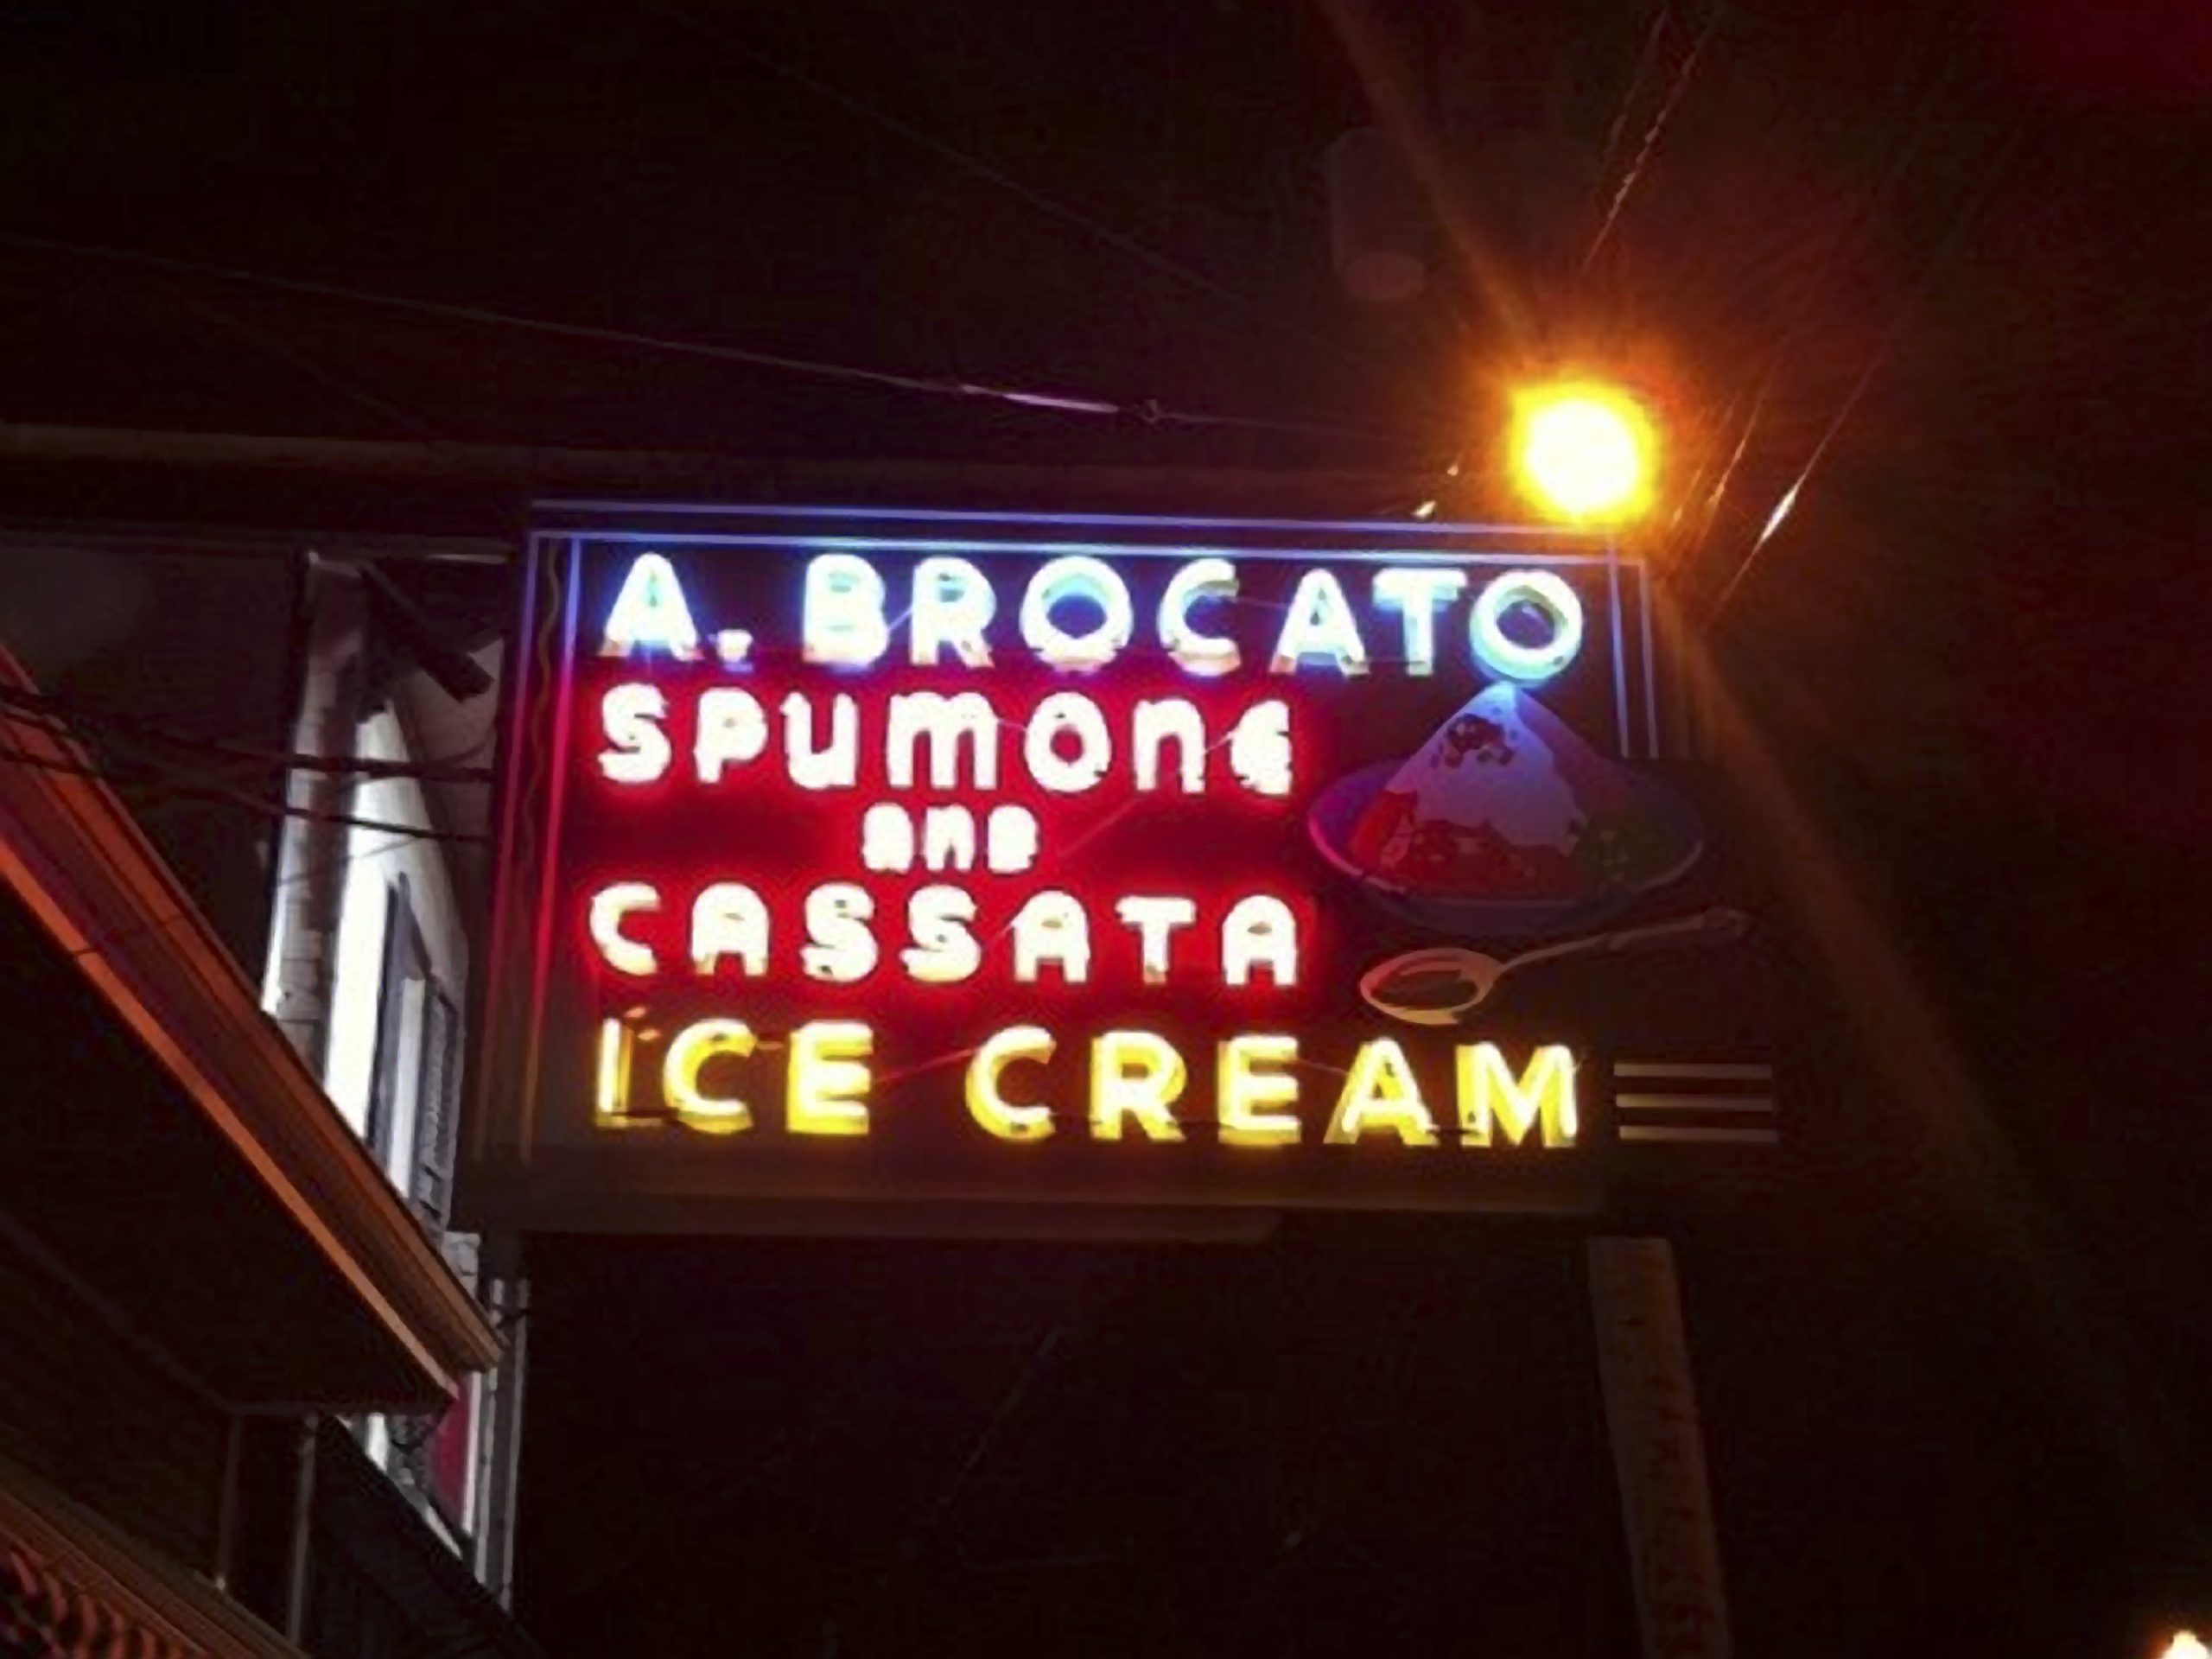 A. BROCATO
SPUMONE
AND
CASSATA
ICE CREAM